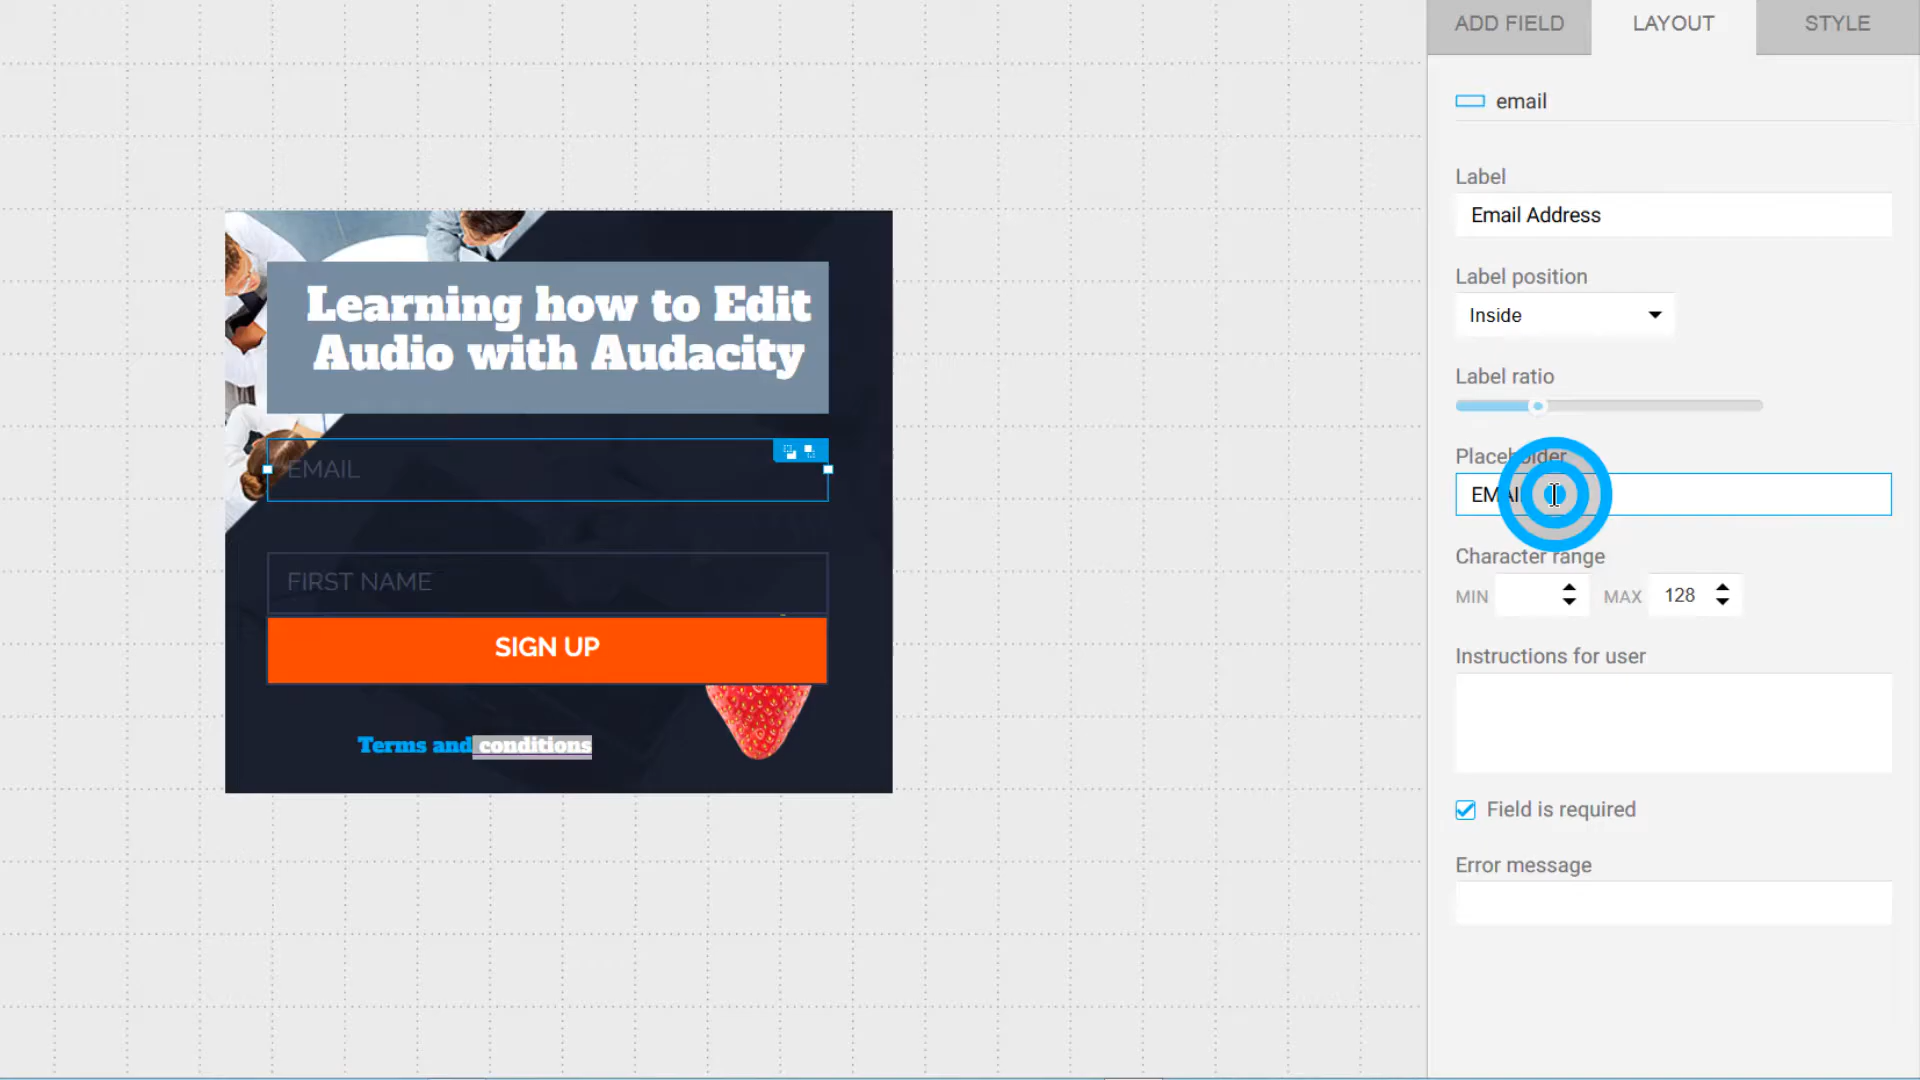 ADD FIELD
LAYOUT
STYLE
email
Label
Email Address
Label position
Inside
Label ratio
Placeholder
EMAIL
Character range
MIN
MAX 128
Instructions for user
Field is required
Error message
Learning how to Edit
Audio with Audacity
EMAIL
FIRST NAME
SIGN UP
Terms and conditions